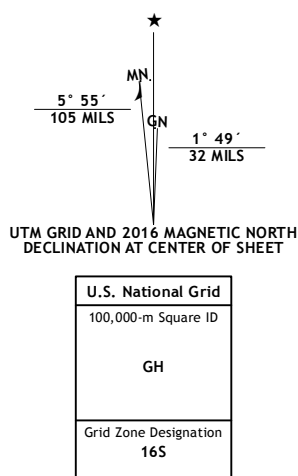 MN.
GN
5° 55´
105 MILS
1° 49´
32 MILS
UTM GRID AND 2016 MAGNETIC NORTH
DECLINATION AT CENTER OF SHEET
U.S. National Grid
100,000-m Square ID
GH
Grid Zone Designation
16S